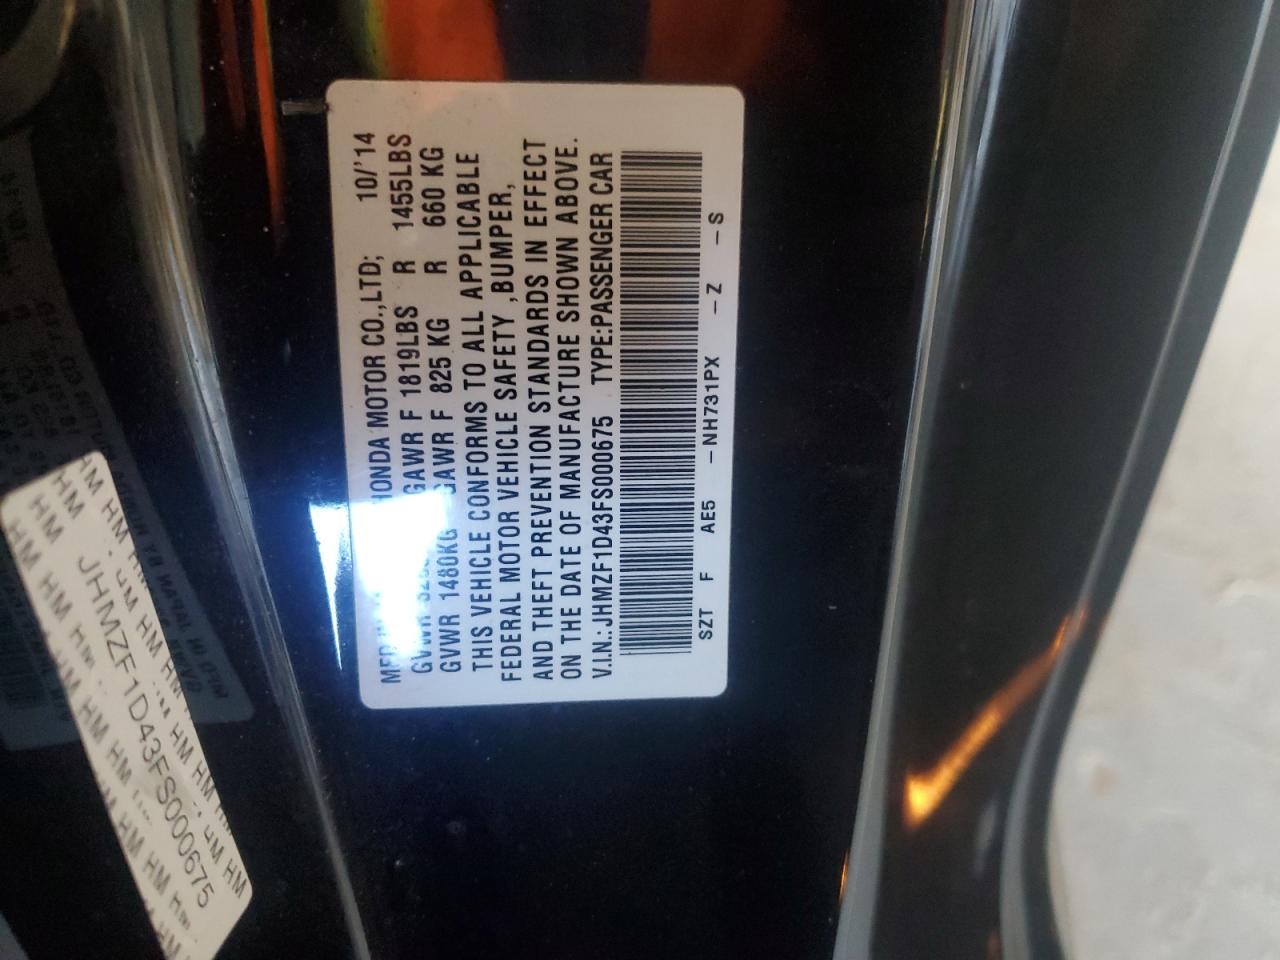 HONDA MOTOR CO.,LTD; 10/'14
GAWR F 1819LBS R 1455LBS
GVWR 1480KG GAWR F 825 KG R 660 KG
THIS VEHICLE CONFORMS TO ALL APPLICABLE
FEDERAL MOTOR VEHICLE SAFETY ,BUMPER,
AND THEFT PREVENTION STANDARDS IN EFFECT
ON THE DATE OF MANUFACTURE SHOWN ABOVE.
V.I.N.: JHMZF1D43FS000675 TYPE:PASSENGER CAR
SZT F AE5 – NH731PX – Z – S
JHMZF1D43FS000675